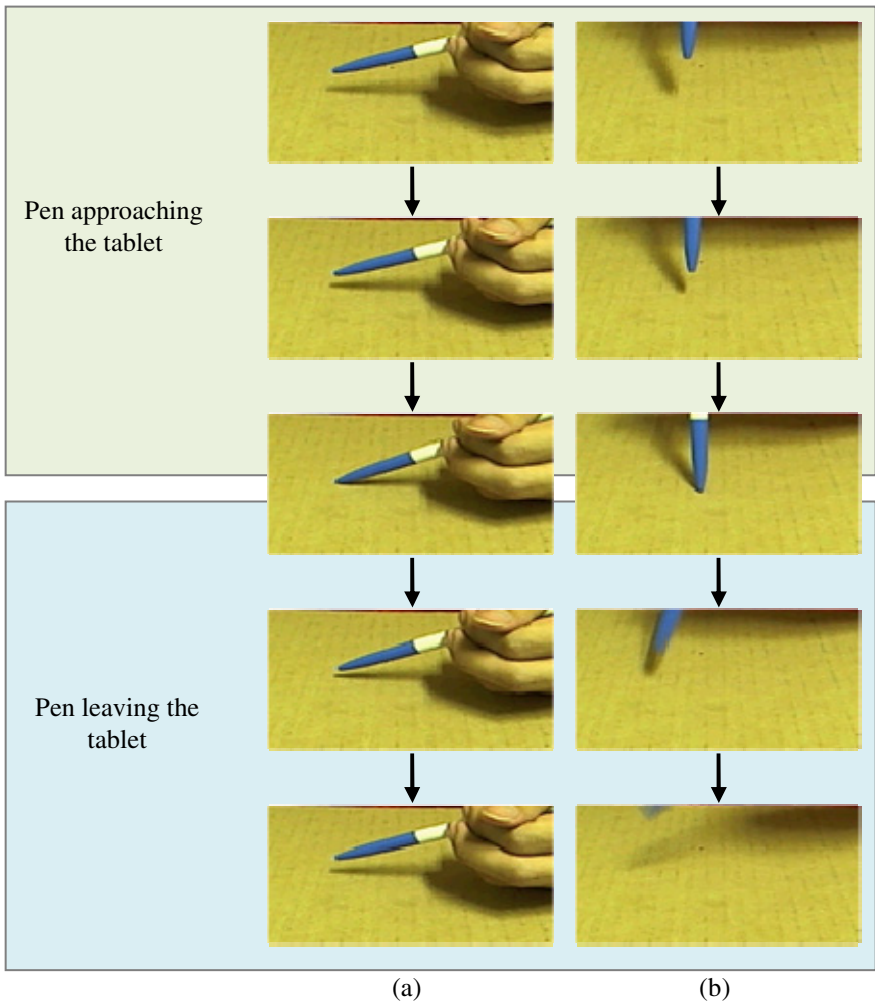 Pen approaching
the tablet
Pen leaving the
tablet
(a)
(b)